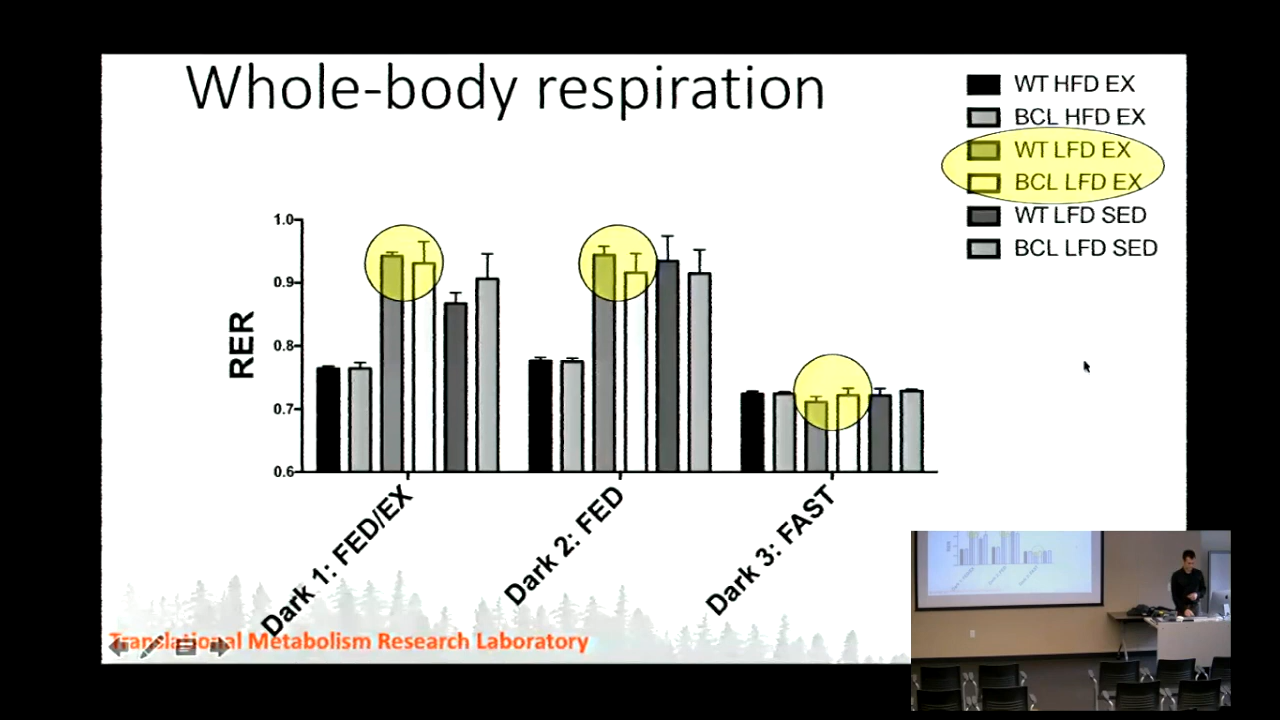 Whole-body respiration
WT HFD EX
BCL HFD EX
WT LFD EX
BCL LFD EX
WT LFD SED
BCL LFD SED
RER
1.0
0.9
0.8
0.7
0.6
Dark 1: FED/EX
Dark 2: FED
Dark 3: FAST
Translational Metabolism Research Laboratory